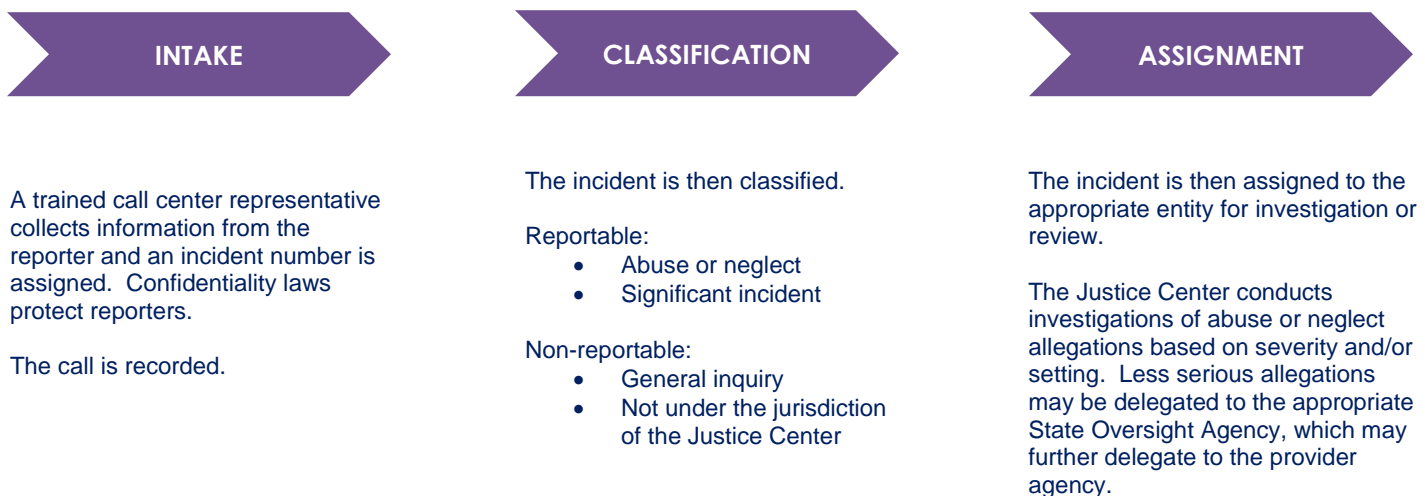 INTAKE
A trained call center representative
collects information from the
reporter and an incident number is
assigned.  Confidentiality laws
protect reporters.
The call is recorded.
CLASSIFICATION
The incident is then classified.
Reportable:
• Abuse or neglect
• Significant incident
Non-reportable:
• General inquiry
• Not under the jurisdiction
of the Justice Center
ASSIGNMENT
The incident is then assigned to the
appropriate entity for investigation or
review.
The Justice Center conducts
investigations of abuse or neglect
allegations based on severity and/or
setting.  Less serious allegations
may be delegated to the appropriate
State Oversight Agency, which may
further delegate to the provider
agency.